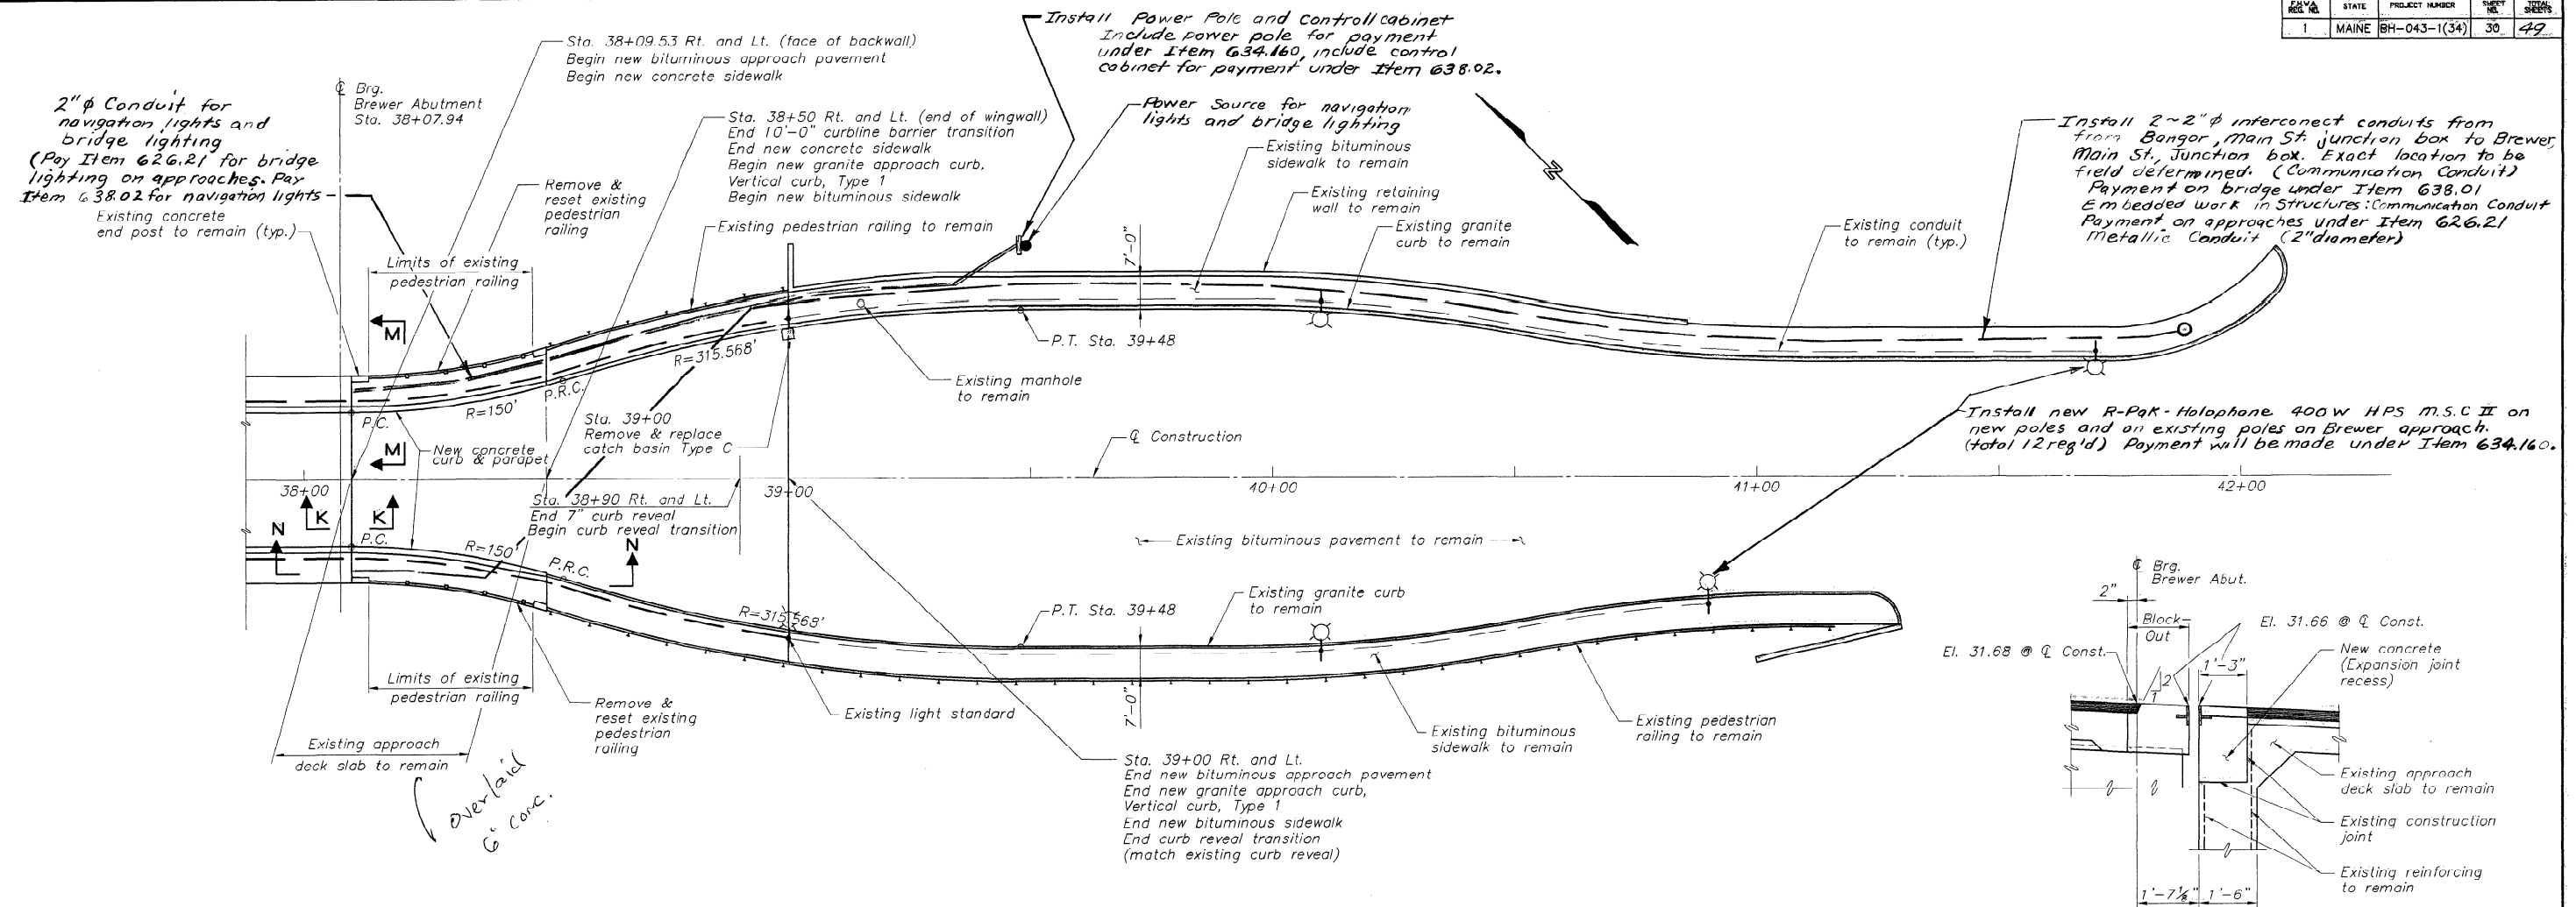 F.H.W.A. REG. NO.
STATE
PROJECT NUMBER
SHEET NO.
TOTAL SHEETS
1
MAINE
BH-043-1(34)
30
49
Install Power Pole and Controll cabinet
Include power pole for payment
under Item 634.160, include control
cabinet for payment under Item 638.02.
Sta. 38+09.53 Rt. and Lt. (face of backwall)
Begin new bituminous approach pavement
Begin new concrete sidewalk
℄ Brg.
Brewer Abutment
Sta. 38+07.94
2"φ Conduit for
navigation lights and
bridge lighting
(Pay Item 626.21 for bridge
lighting on approaches. Pay
Item 638.02 for navigation lights
Existing concrete
end post to remain (typ.)
Sta. 38+50 Rt. and Lt. (end of wingwall)
End 10'-0" curbline barrier transition
End new concrete sidewalk
Begin new granite approach curb,
Vertical curb, Type 1
Begin new bituminous sidewalk
Remove &
reset existing
pedestrian
railing
Power Source for navigation
lights and bridge lighting
Existing bituminous
sidewalk to remain
Existing retaining
wall to remain
Existing granite
curb to remain
Existing pedestrian railing to remain
N
Install 2~2"φ interconect conduits from
from Bangor, Main St. junction box to Brewer,
Main St., Junction box. Exact location to be
field determined. (Communication Conduit)
Payment on bridge under Item 638.01
Embedded work in Structures: Communication Conduit
Payment on approaches under Item 626.21
Metallic Conduit (2"diameter)
Existing conduit
to remain (typ.)
Limits of existing
pedestrian railing
7'-0"
M
P.T. Sta. 39+48
R=315.568'
Existing manhole
to remain
P.R.C.
R=150'
P.C.
Sta. 39+00
Remove & replace
catch basin Type C
℄ Construction
Install new R-Pak-Holophane 400W HPS M.S.C II on
new poles and on existing poles on Brewer approach.
(total 12 req'd) Payment will be made under Item 634.160.
M
New concrete
curb & parapet
38+00
39+00
40+00
41+00
42+00
Sta. 38+90 Rt. and Lt.
End 7" curb reveal
Begin curb reveal transition
K
K
N
N
P.C.
R=150'
P.R.C.
Existing bituminous pavement to remain
R=315.568'
P.T. Sta. 39+48
Existing granite curb
to remain
Limits of existing
pedestrian railing
Remove &
reset existing
pedestrian
railing
Existing light standard
7'-0"
Existing bituminous
sidewalk to remain
Existing pedestrian
railing to remain
Existing approach
deck slab to remain
overlaid
6" Conc.
Sta. 39+00 Rt. and Lt.
End new bituminous approach pavement
End new granite approach curb,
Vertical curb, Type 1
End new bituminous sidewalk
End curb reveal transition
(match existing curb reveal)
℄ Brg.
Brewer Abut.
2"
Block-
Out
El. 31.66 @ ℄ Const.
El. 31.68 @ ℄ Const.
1'-3"
New concrete
(Expansion joint
recess)
2
1
Existing approach
deck slab to remain
Existing construction
joint
Existing reinforcing
to remain
1'-7⅛"
1'-6"